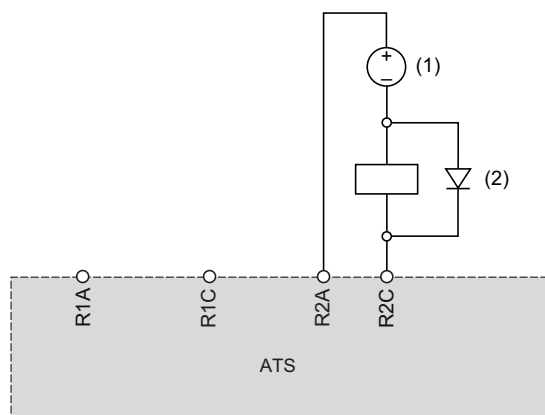 +
(1)
–
(2)
R1A
R1C
R2A
R2C
ATS